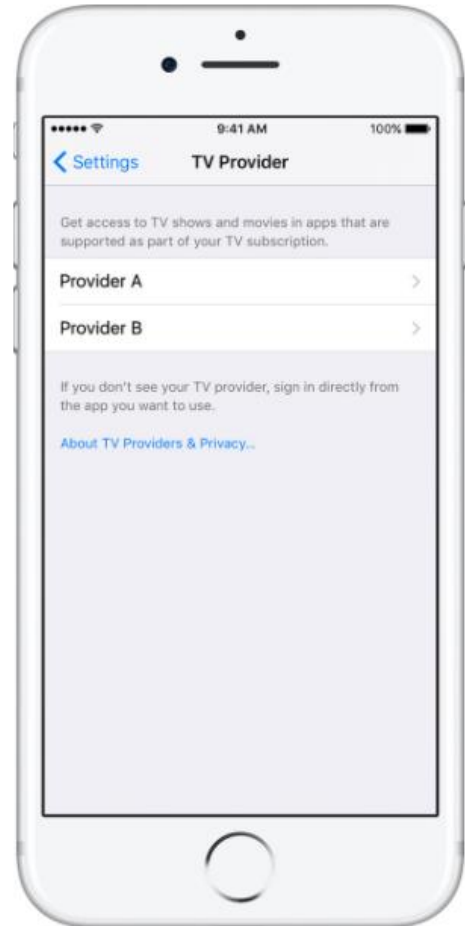 9:41 AM 100%
Settings TV Provider
Get access to TV shows and movies in apps that are
supported as part of your TV subscription.
Provider A
Provider B
If you don't see your TV provider, sign in directly from
the app you want to use.
About TV Providers & Privacy...